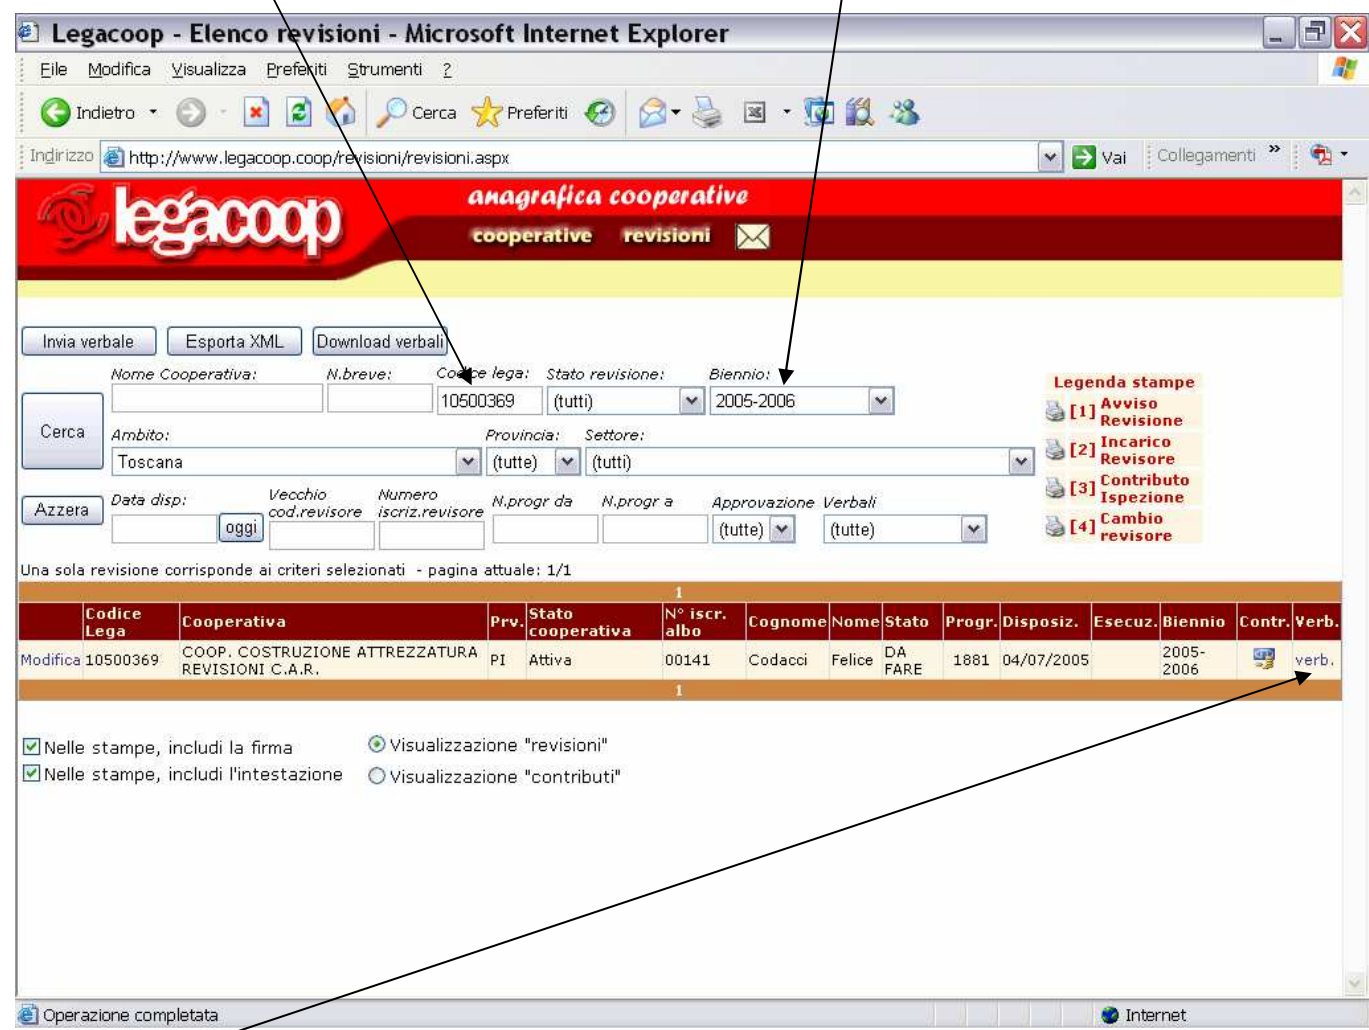 Legacoop - Elenco revisioni - Microsoft Internet Explorer
File Modifica Visualizza Preferiti Strumenti ?
Indietro Cerca Preferiti
Indirizzo http://www.legacoop.coop/revisioni/revisioni.aspx Vai Collegamenti »
legacoop
anagrafica cooperative
cooperative revisioni
Invia verbale Esporta XML Download verbali
Nome Cooperativa: N.breve: Codice lega: Stato revisione: Biennio:
10500369 (tutti) 2005-2006
Cerca
Ambito: Provincia: Settore:
Toscana (tutte) (tutti)
Azzera
Data disp: Vecchio cod.revisore Numero iscriz.revisore N.progr da N.progr a Approvazione Verbali
oggi (tutte) (tutte)
Legenda stampe
[1] Avviso Revisione
[2] Incarico Revisore
[3] Contributo Ispezione
[4] Cambio revisore
Una sola revisione corrisponde ai criteri selezionati - pagina attuale: 1/1
1
Codice Lega Cooperativa Prv. Stato cooperativa N° iscr. albo Cognome Nome Stato Progr. Disposiz. Esecuz. Biennio Contr. Verb.
Modifica 10500369 COOP. COSTRUZIONE ATTREZZATURA REVISIONI C.A.R. PI Attiva 00141 Codacci Felice DA FARE 1881 04/07/2005 2005-2006 verb.
1
Nelle stampe, includi la firma Visualizzazione "revisioni"
Nelle stampe, includi l'intestazione Visualizzazione "contributi"
Operazione completata Internet